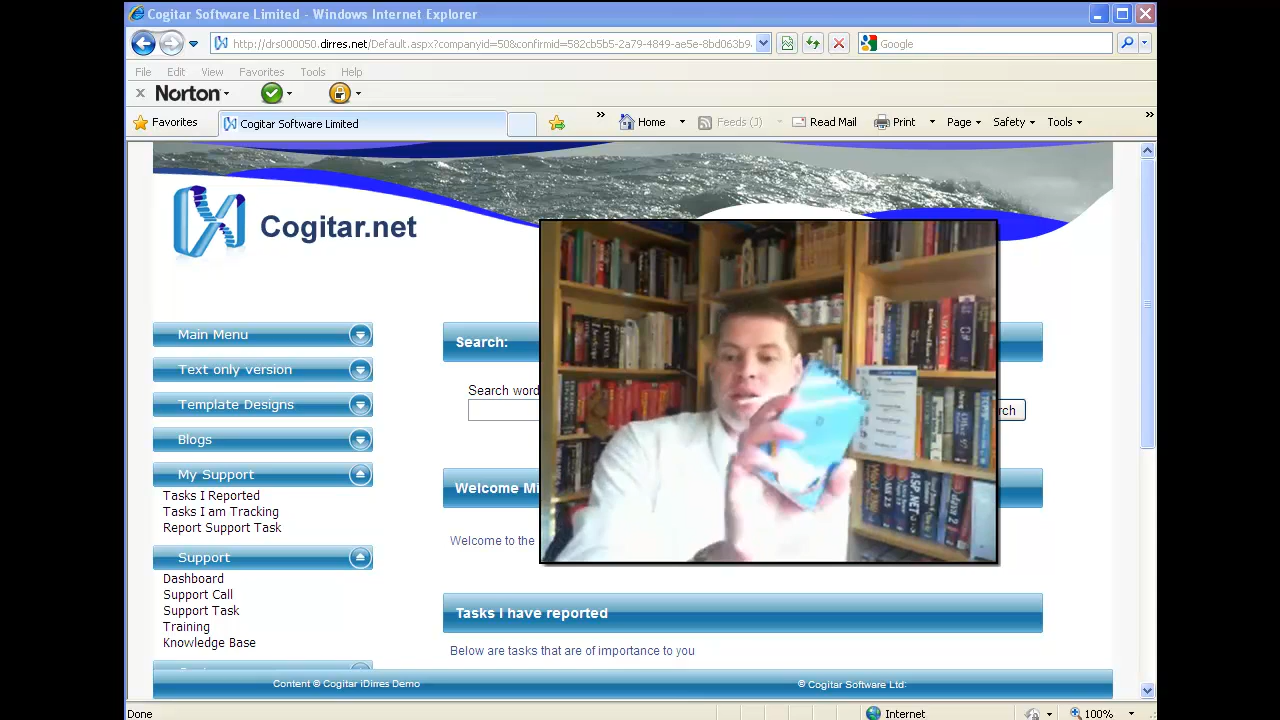 Cogitar Software Limited - Windows Internet Explorer
http://drs000050.dirres.net/Default.aspx?companyid=50&confirmid=582cb5b5-2a79-4849-ae5e-8bd063b9.
Google
File Edit View Favorites Tools Help
x Norton
Favorites Cogitar Software Limited Home Feeds (J) Read Mail Print Page Safety Tools
Cogitar.net
Main Menu
Text only version
Template Designs
Blogs
My Support
Tasks I Reported
Tasks I am Tracking
Report Support Task
Support
Dashboard
Support Call
Support Task
Training
Knowledge Base
Search:
Search word
rch
Welcome Mi
Welcome to the
Tasks I have reported
Below are tasks that are of importance to you
Content © Cogitar iDirres Demo
© Cogitar Software Ltd:
Done Internet 100%